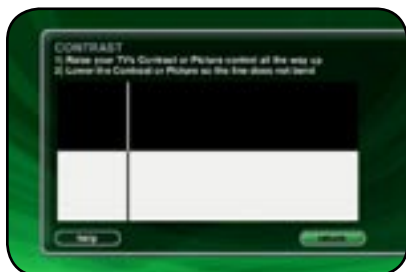 CONTRAST
1) Raise your TV's Contrast or Picture control all the way up
2) Lower the Contrast or Picture so the line does not bend
help